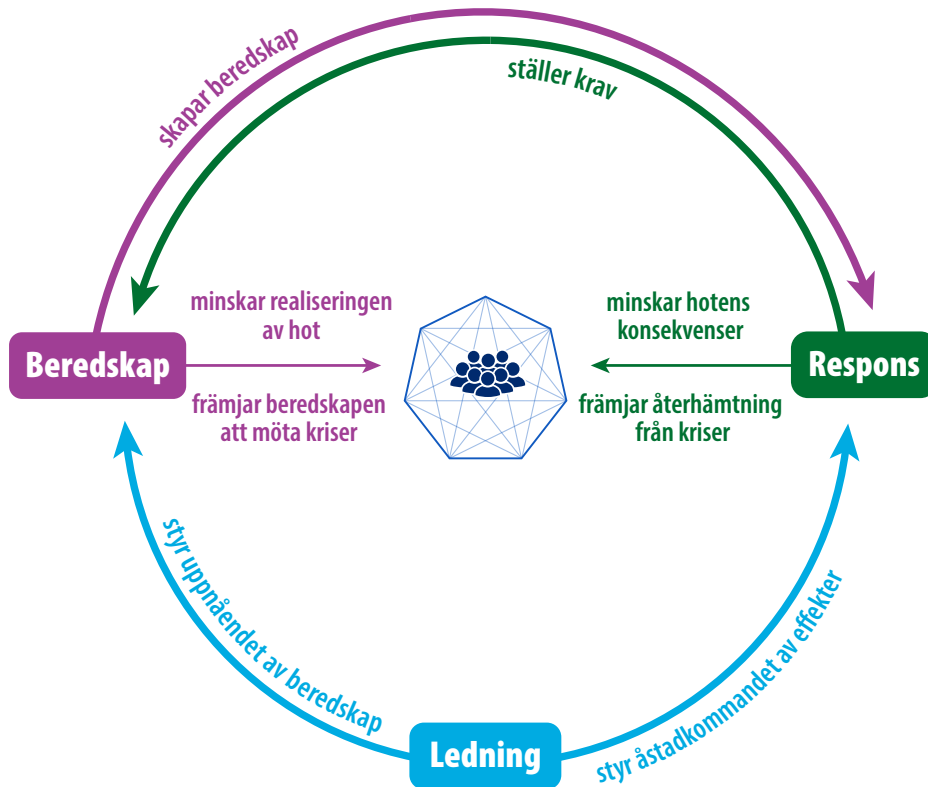 skapar beredskap
ställer krav
minskar realiseringen
av hot
minskar hotens
konsekvenser
Beredskap
Respons
främjar beredskapen
att möta kriser
främjar återhämtning
från kriser
styr uppnåendet av beredskap
styr åstadkommandet av effekter
Ledning